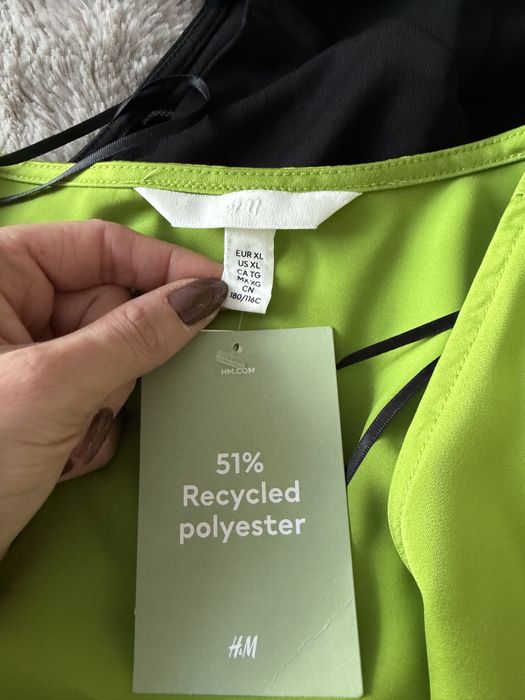 H&M
EUR XL
US XL
CA TG
MX XG
CN
180/116C
HM.COM
51%
Recycled
polyester
H&M